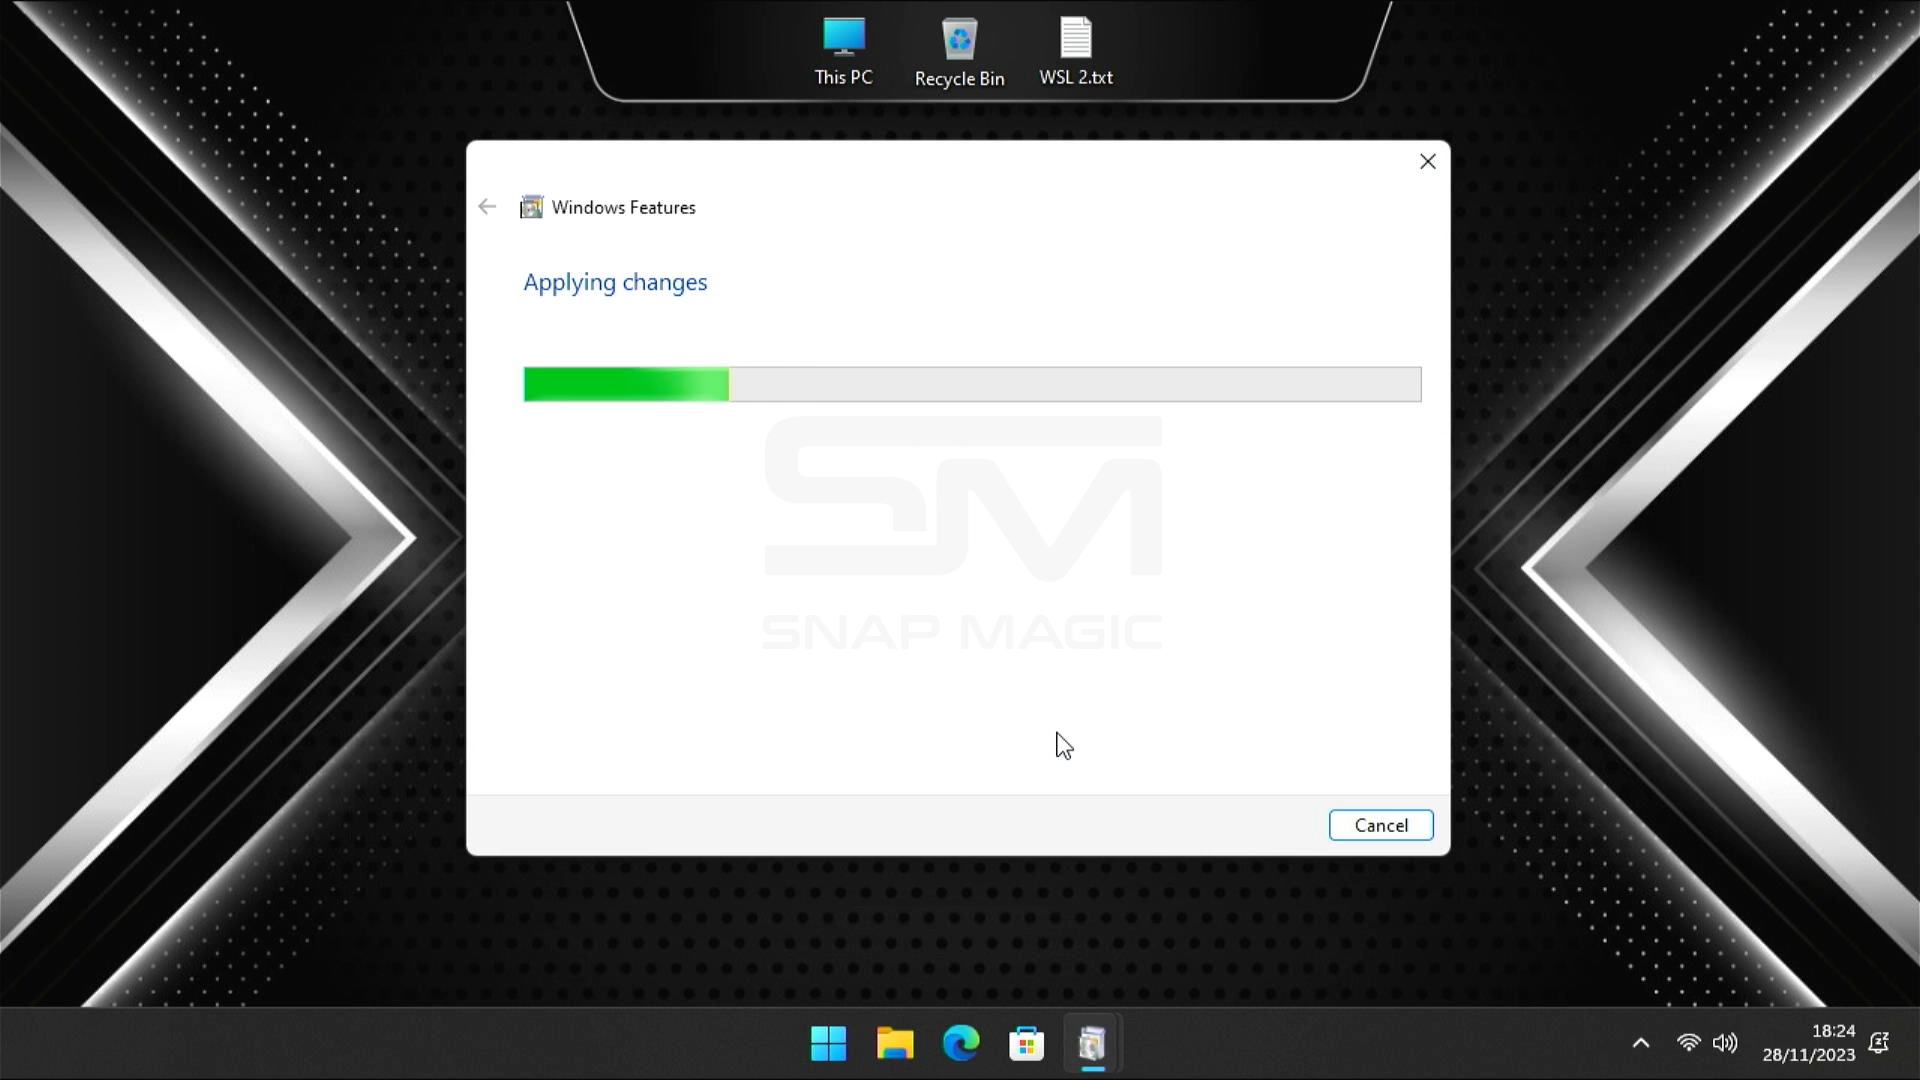 This PC
Recycle Bin
WSL 2.txt
Windows Features
Applying changes
SM
SNAP MAGIC
Cancel
18:24
28/11/2023